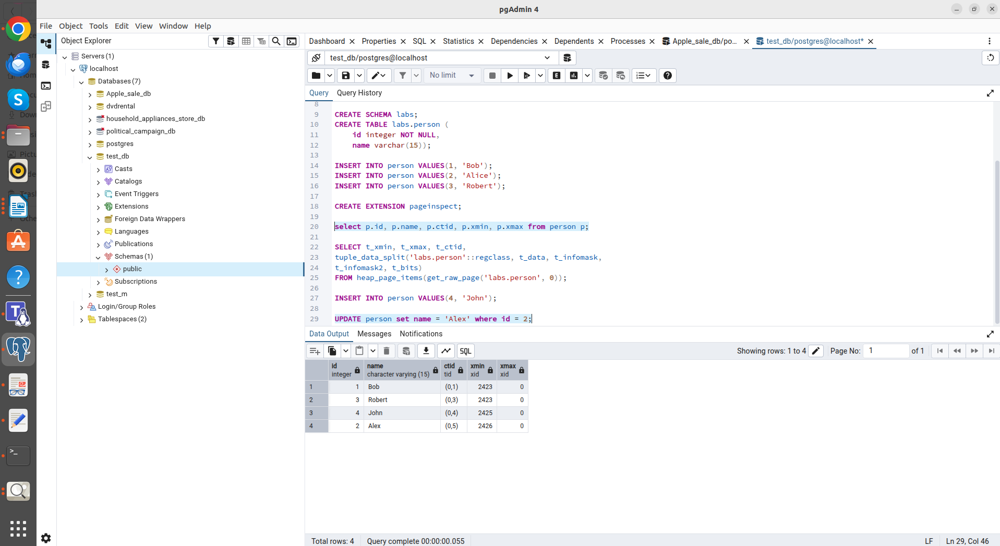 pgAdmin 4
File Object Tools Edit View Window Help
Object Explorer
Servers (1)
localhost
Databases (7)
Apple_sale_db
dvdrental
household_appliances_store_db
political_campaign_db
postgres
test_db
Casts
Catalogs
Event Triggers
Extensions
Foreign Data Wrappers
Languages
Publications
Schemas (1)
public
Subscriptions
test_m
Login/Group Roles
Tablespaces (2)
Dashboard Properties SQL Statistics Dependencies Dependents Processes Apple_sale_db/po... test_db/postgres@localhost*
test_db/postgres@localhost
No limit
E
Query Query History
8
9 CREATE SCHEMA labs;
10 CREATE TABLE labs.person (
11 id integer NOT NULL,
12 name varchar(15));
13
14 INSERT INTO person VALUES(1, 'Bob');
15 INSERT INTO person VALUES(2, 'Alice');
16 INSERT INTO person VALUES(3, 'Robert');
17
18 CREATE EXTENSION pageinspect;
19
20 select p.id, p.name, p.ctid, p.xmin, p.xmax from person p;
21
22 SELECT t_xmin, t_xmax, t_ctid,
23 tuple_data_split('labs.person'::regclass, t_data, t_infomask,
24 t_infomask2, t_bits)
25 FROM heap_page_items(get_raw_page('labs.person', 0));
26
27 INSERT INTO person VALUES(4, 'John');
28
29 UPDATE person set name = 'Alex' where id = 2;
Data Output Messages Notifications
SQL
Showing rows: 1 to 4 Page No: 1 of 1
id integer name character varying (15) ctid tid xmin xid xmax xid
1 1 Bob (0,1) 2423 0
2 3 Robert (0,3) 2423 0
3 4 John (0,4) 2425 0
4 2 Alex (0,5) 2426 0
Total rows: 4 Query complete 00:00:00.055 LF Ln 29, Col 46